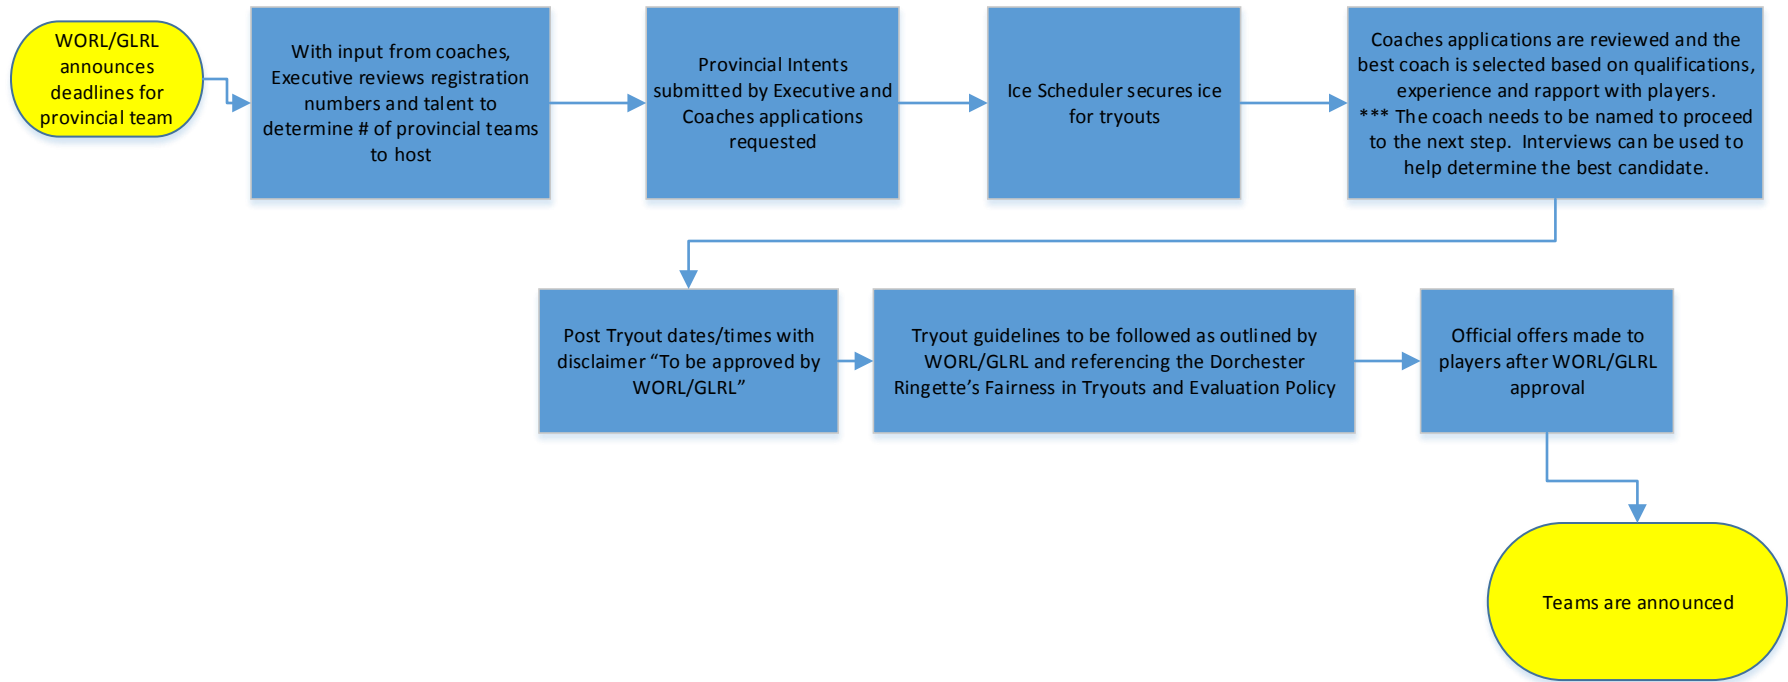 WORL/GLRL
announces
deadlines for
provincial team
With input from coaches,
Executive reviews registration
numbers and talent to
determine # of provincial teams
to host
Provincial Intents
submitted by Executive and
Coaches applications
requested
Ice Scheduler secures ice
for tryouts
Coaches applications are reviewed and the
best coach is selected based on qualifications,
experience and rapport with players.
*** The coach needs to be named to proceed
to the next step.  Interviews can be used to
help determine the best candidate.
Post Tryout dates/times with
disclaimer “To be approved by
WORL/GLRL”
Tryout guidelines to be followed as outlined by
WORL/GLRL and referencing the Dorchester
Ringette’s Fairness in Tryouts and Evaluation Policy
Official offers made to
players after WORL/GLRL
approval
Teams are announced